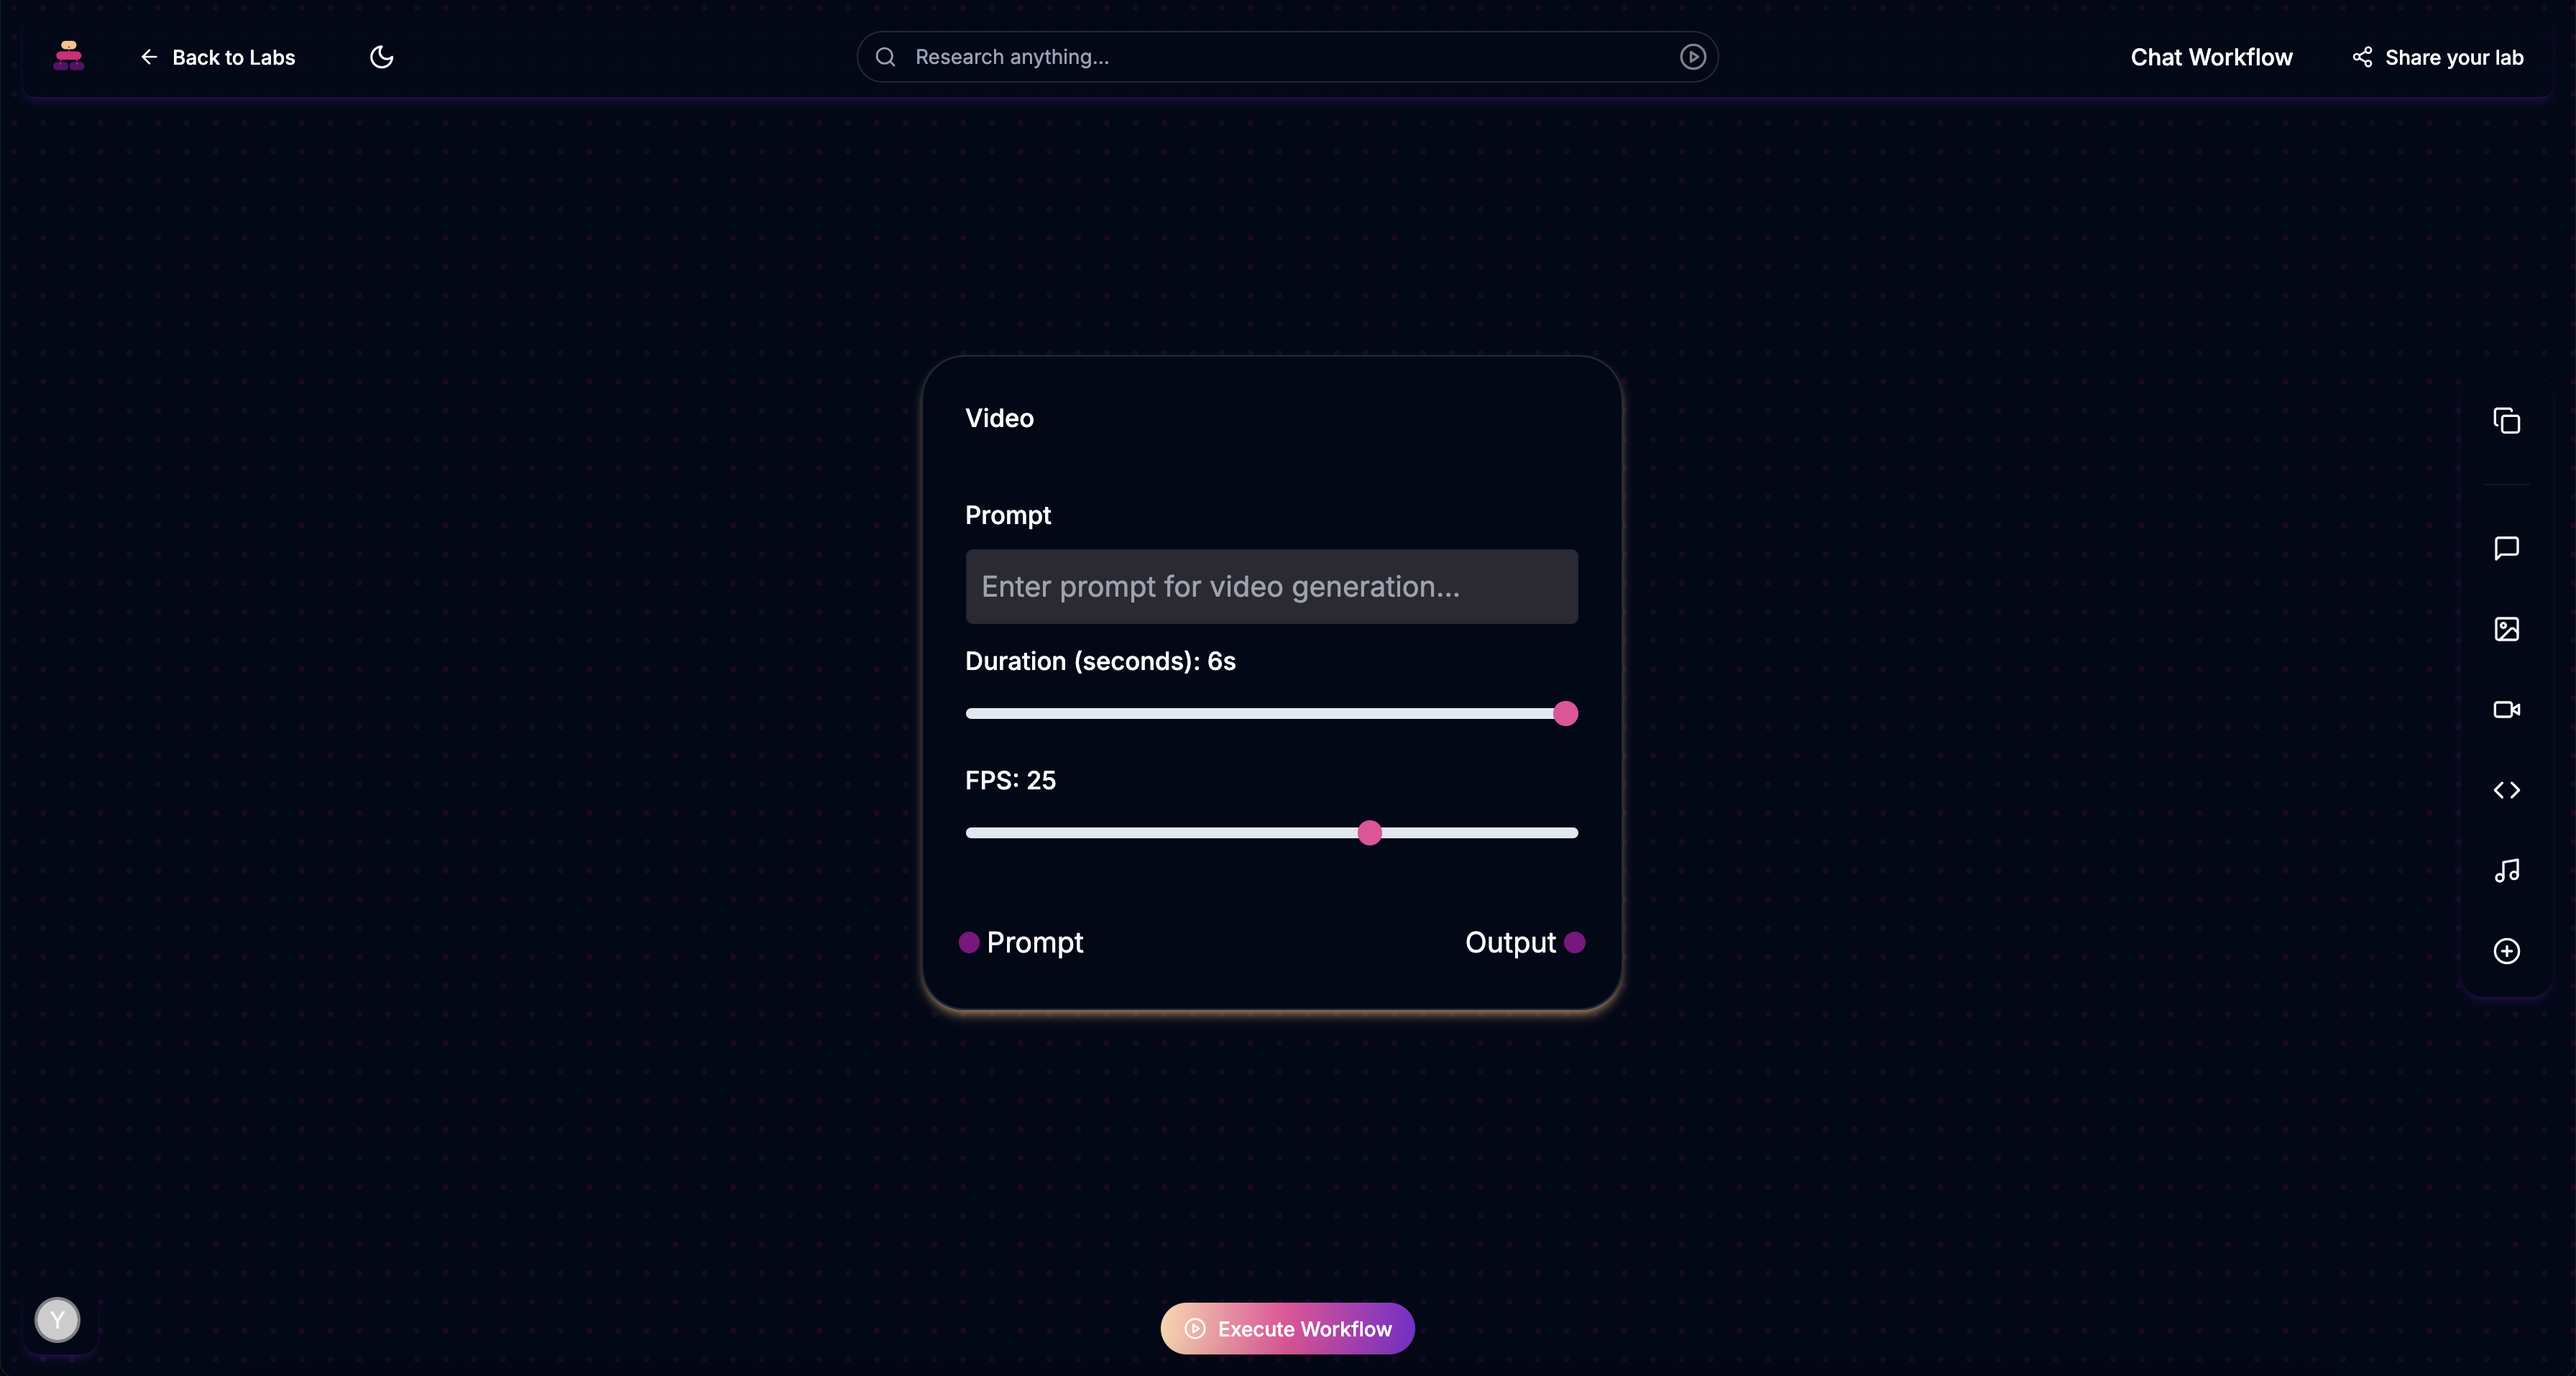 Back to Labs
Research anything...
Chat Workflow
Share your lab
Video
Prompt
Enter prompt for video generation...
Duration (seconds): 6s
FPS: 25
Prompt
Output
Y
Execute Workflow